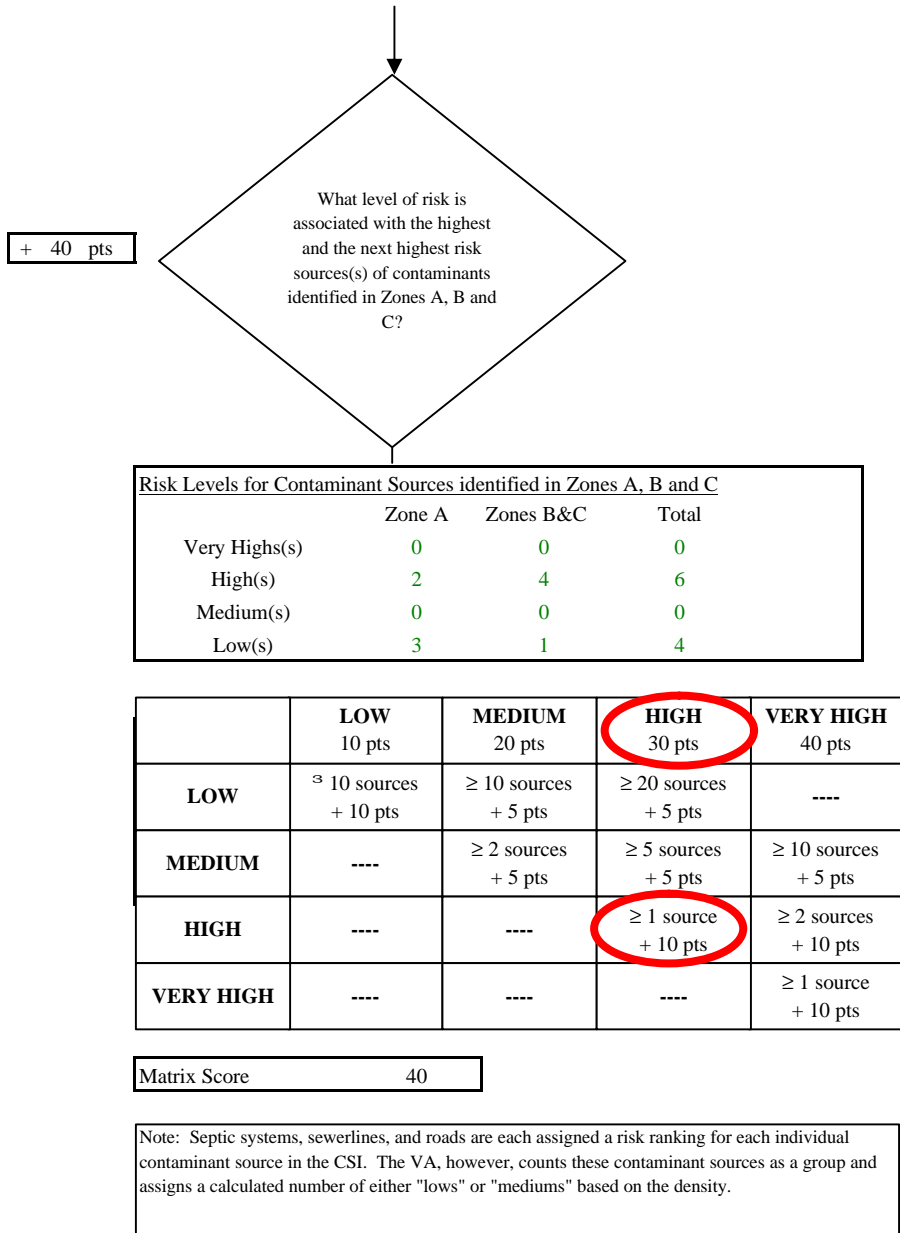 What level of risk is
associated with the highest
and the next highest risk
sources(s) of contaminants
identified in Zones A, B and
C?
+ 40 pts
Risk Levels for Contaminant Sources identified in Zones A, B and C
Zone A Zones B&C Total
Very Highs(s) 0 0 0
High(s) 2 4 6
Medium(s) 0 0 0
Low(s) 3 1 4
LOW MEDIUM HIGH VERY HIGH
10 pts 20 pts 30 pts 40 pts
LOW ³ 10 sources ≥ 10 sources ≥ 20 sources ----
+ 10 pts + 5 pts + 5 pts
MEDIUM ---- ≥ 2 sources ≥ 5 sources ≥ 10 sources
+ 5 pts + 5 pts + 5 pts
HIGH ---- ---- ≥ 1 source ≥ 2 sources
+ 10 pts + 10 pts
VERY HIGH ---- ---- ---- ≥ 1 source
+ 10 pts
Matrix Score 40
Note: Septic systems, sewerlines, and roads are each assigned a risk ranking for each individual
contaminant source in the CSI. The VA, however, counts these contaminant sources as a group and
assigns a calculated number of either "lows" or "mediums" based on the density.